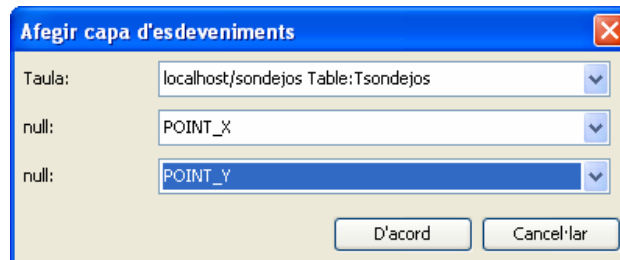 Afegir capa d'esdeveniments
Taula: localhost/sondejos Table:Tsondejos
null: POINT_X
null: POINT_Y
D'acord Cancel·lar